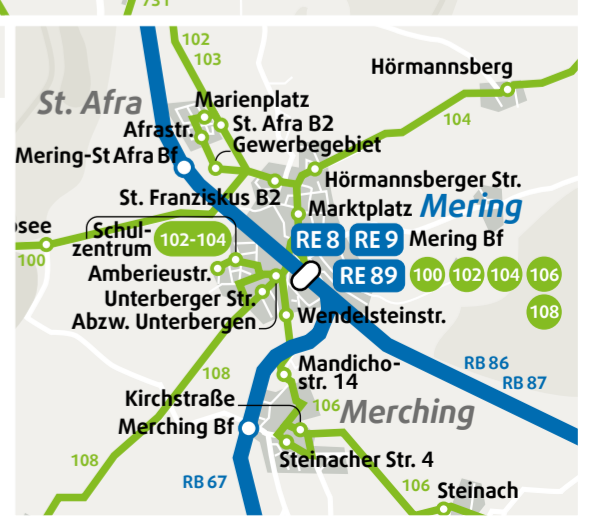 731
102
103
Hörmannsberg
St. Afra
Marienplatz
104
Afrastr.
St. Afra B2
Gewerbegebiet
Mering-St Afra Bf
Hörmannsberger Str.
St. Franziskus B2
Marktplatz
Mering
osee
100
Schul-
zentrum
102-104
RE 8
RE 9
Mering Bf
Amberieustr.
RE 89
100
102
104
106
108
Unterberger Str.
Abzw. Unterbergen
Wendelsteinstr.
RB 86
RB 87
108
Mandicho-
str. 14
Kirchstraße
106
Merching
Merching Bf
108
Steinacher Str. 4
RB 67
106
Steinach